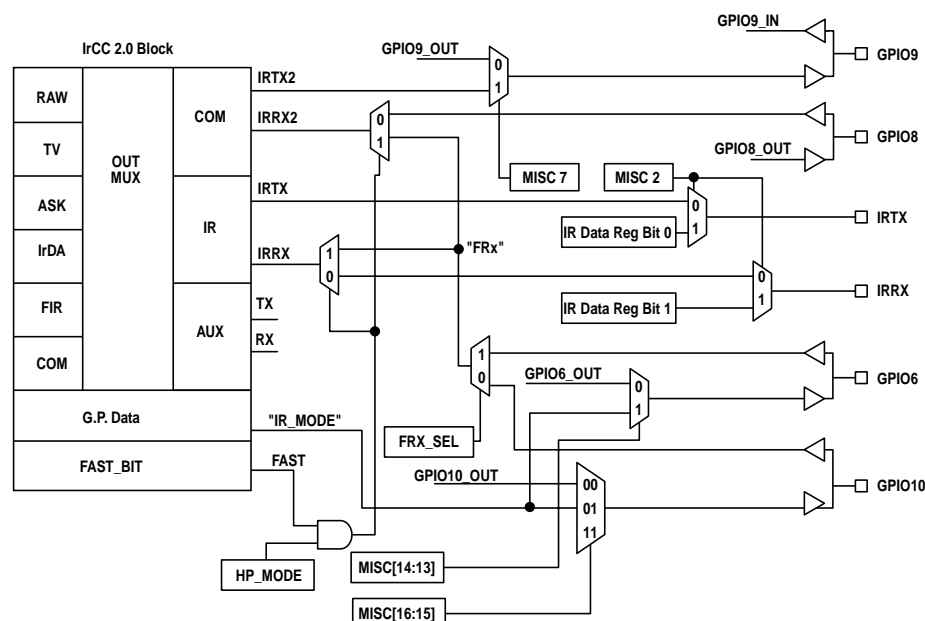 GPIO9_IN
IrCC 2.0 Block
GPIO9_OUT
GPIO9
RAW
TV
ASK
IrDA
FIR
COM
OUT
MUX
COM
IR
AUX
IRTX2
IRRX2
IRTX
IRRX
TX
RX
0
1
0
1
GPIO8
GPIO8_OUT
MISC 7
MISC 2
0
1
IRTX
IR Data Reg Bit 0
"FRx"
1
0
0
1
IRRX
IR Data Reg Bit 1
1
0
GPIO6_OUT
0
1
GPIO6
G.P. Data
"IR_MODE"
FRX_SEL
FAST_BIT
FAST
GPIO10_OUT
00
01
11
GPIO10
HP_MODE
MISC[14:13]
MISC[16:15]